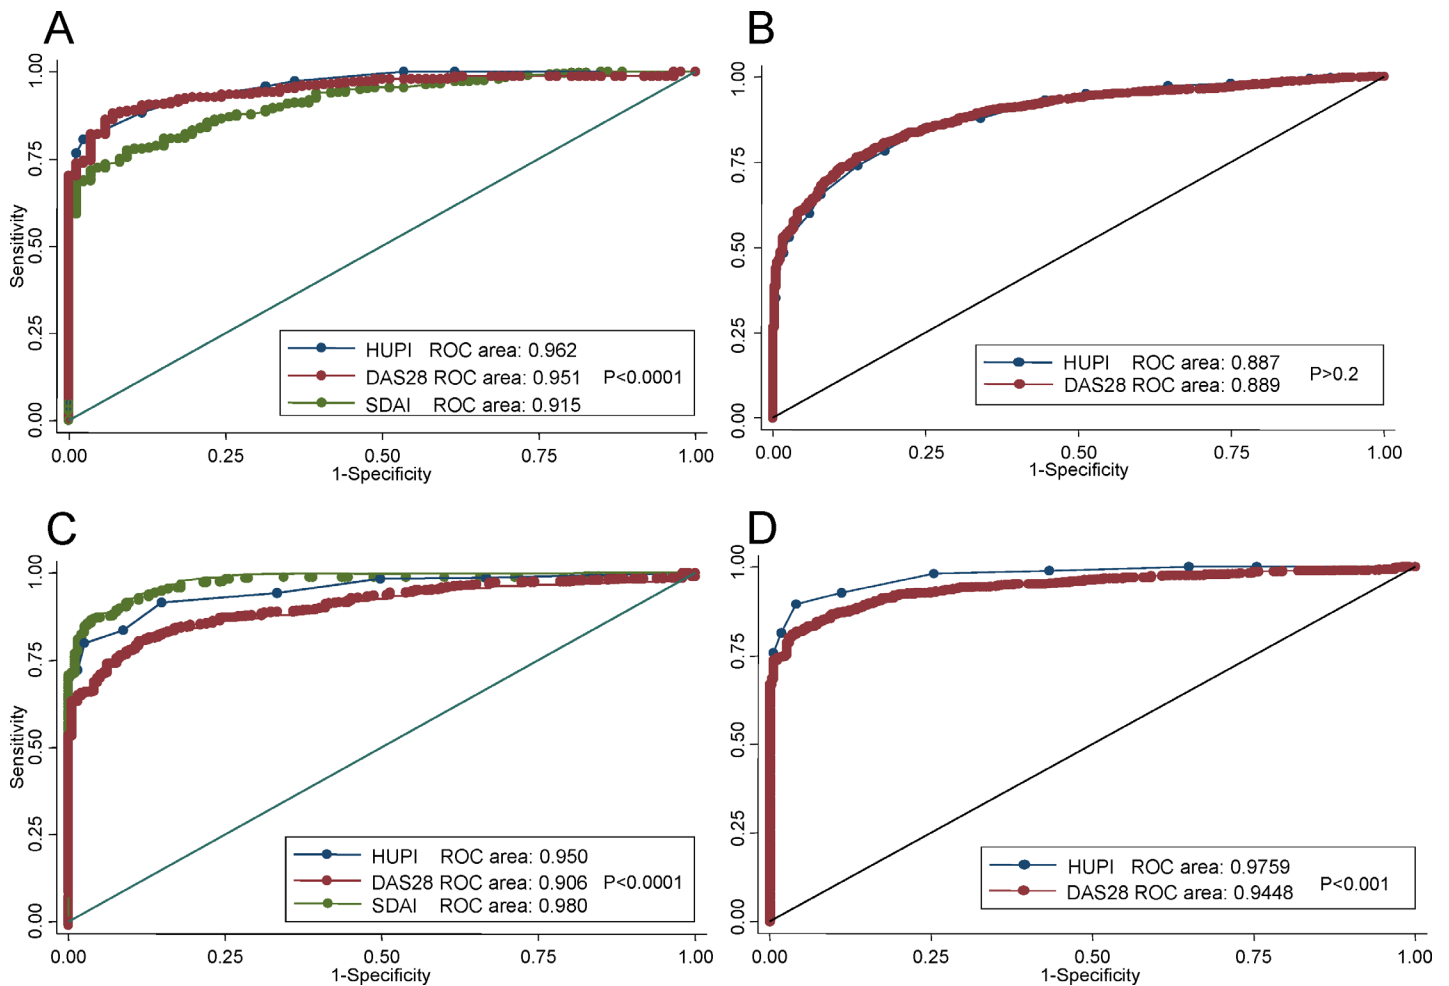 A
Sensitivity
1.00
0.75
0.50
0.25
0.00
HUPI ROC area: 0.962
DAS28 ROC area: 0.951 P<0.0001
SDAI ROC area: 0.915
0.00 0.25 0.50 0.75 1.00
1-Specificity
B
1.00
0.75
0.50
0.25
0.00
HUPI ROC area: 0.887
DAS28 ROC area: 0.889 P>0.2
0.00 0.25 0.50 0.75 1.00
1-Specificity
C
Sensitivity
1.00
0.75
0.50
0.25
0.00
HUPI ROC area: 0.950
DAS28 ROC area: 0.906 P<0.0001
SDAI ROC area: 0.980
0.00 0.25 0.50 0.75 1.00
1-Specificity
D
1.00
0.75
0.50
0.25
0.00
HUPI ROC area: 0.9759
DAS28 ROC area: 0.9448 P<0.001
0.00 0.25 0.50 0.75 1.00
1-Specificity